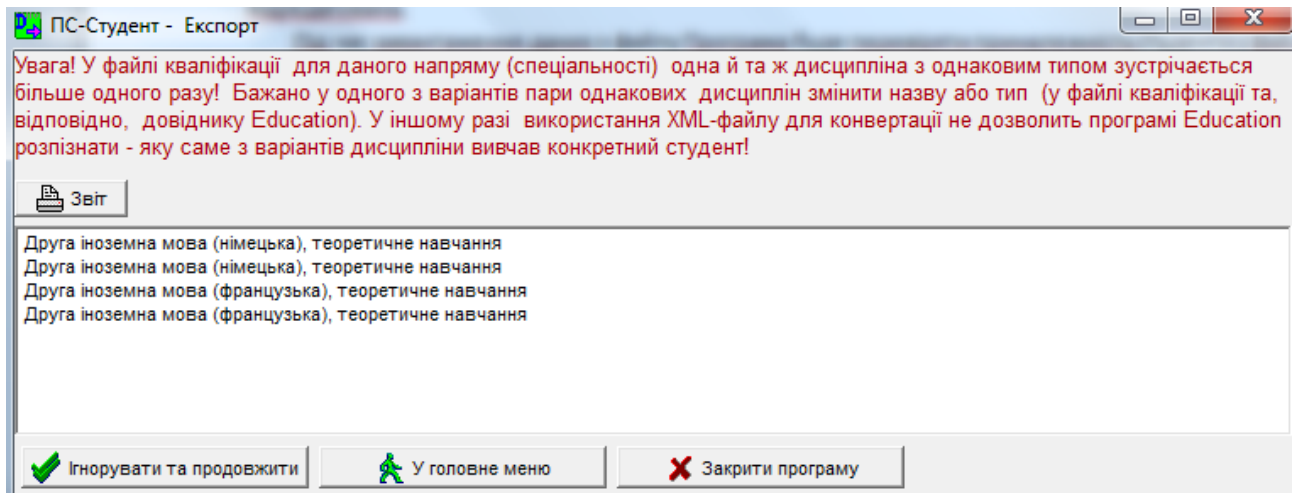 ПС-Студент - Експорт
Увага! У файлі кваліфікації для даного напряму (спеціальності) одна й та ж дисципліна з однаковим типом зустрічається
більше одного разу! Бажано у одного з варіантів пари однакових дисциплін змінити назву або тип (у файлі кваліфікації та,
відповідно, довіднику Education). У іншому разі використання XML-файлу для конвертації не дозволить програмі Education
розпізнати - яку саме з варіантів дисципліни вивчав конкретний студент!
Звіт
Друга іноземна мова (німецька), теоретичне навчання
Друга іноземна мова (німецька), теоретичне навчання
Друга іноземна мова (французька), теоретичне навчання
Друга іноземна мова (французька), теоретичне навчання
Ігнорувати та продовжити У головне меню Закрити програму